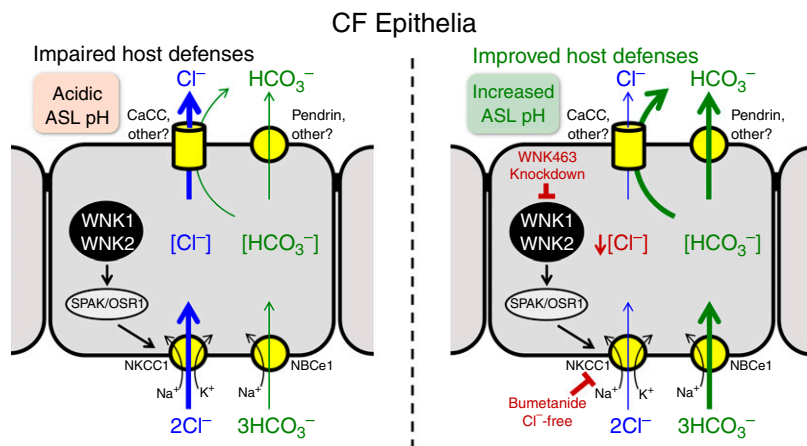 CF Epithelia
Impaired host defenses
Acidic
ASL pH
Cl⁻
HCO₃⁻
CaCC,
other?
Pendrin,
other?
WNK1
WNK2
[Cl⁻]
[HCO₃⁻]
SPAK/OSR1
NKCC1
NBCe1
Na⁺
K⁺
Na⁺
2Cl⁻
3HCO₃⁻
Improved host defenses
Increased
ASL pH
Cl⁻
HCO₃⁻
CaCC,
other?
Pendrin,
other?
WNK463
Knockdown
WNK1
WNK2
↓[Cl⁻]
[HCO₃⁻]
SPAK/OSR1
NKCC1
NBCe1
Na⁺
K⁺
Na⁺
Bumetanide
Cl⁻-free
2Cl⁻
3HCO₃⁻